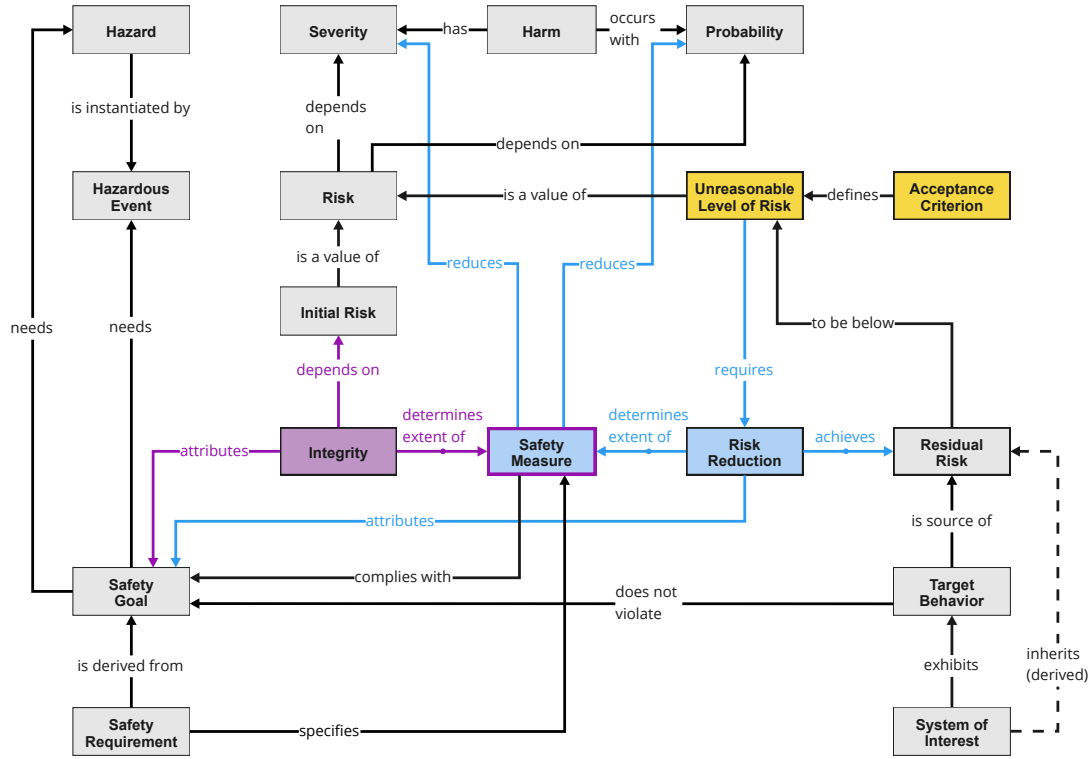 Hazard
Severity
has
Harm
occurs
with
Probability
is instantiated by
depends
on
depends on
Hazardous
Event
Risk
is a value of
Unreasonable
Level of Risk
defines
Acceptance
Criterion
is a value of
reduces
reduces
Initial Risk
needs
needs
to be below
depends on
requires
attributes
Integrity
determines
extent of
Safety
Measure
determines
extent of
Risk
Reduction
achieves
Residual
Risk
attributes
is source of
complies with
Safety
Goal
does not
violate
Target
Behavior
is derived from
exhibits
inherits
(derived)
Safety
Requirement
specifies
System of
Interest